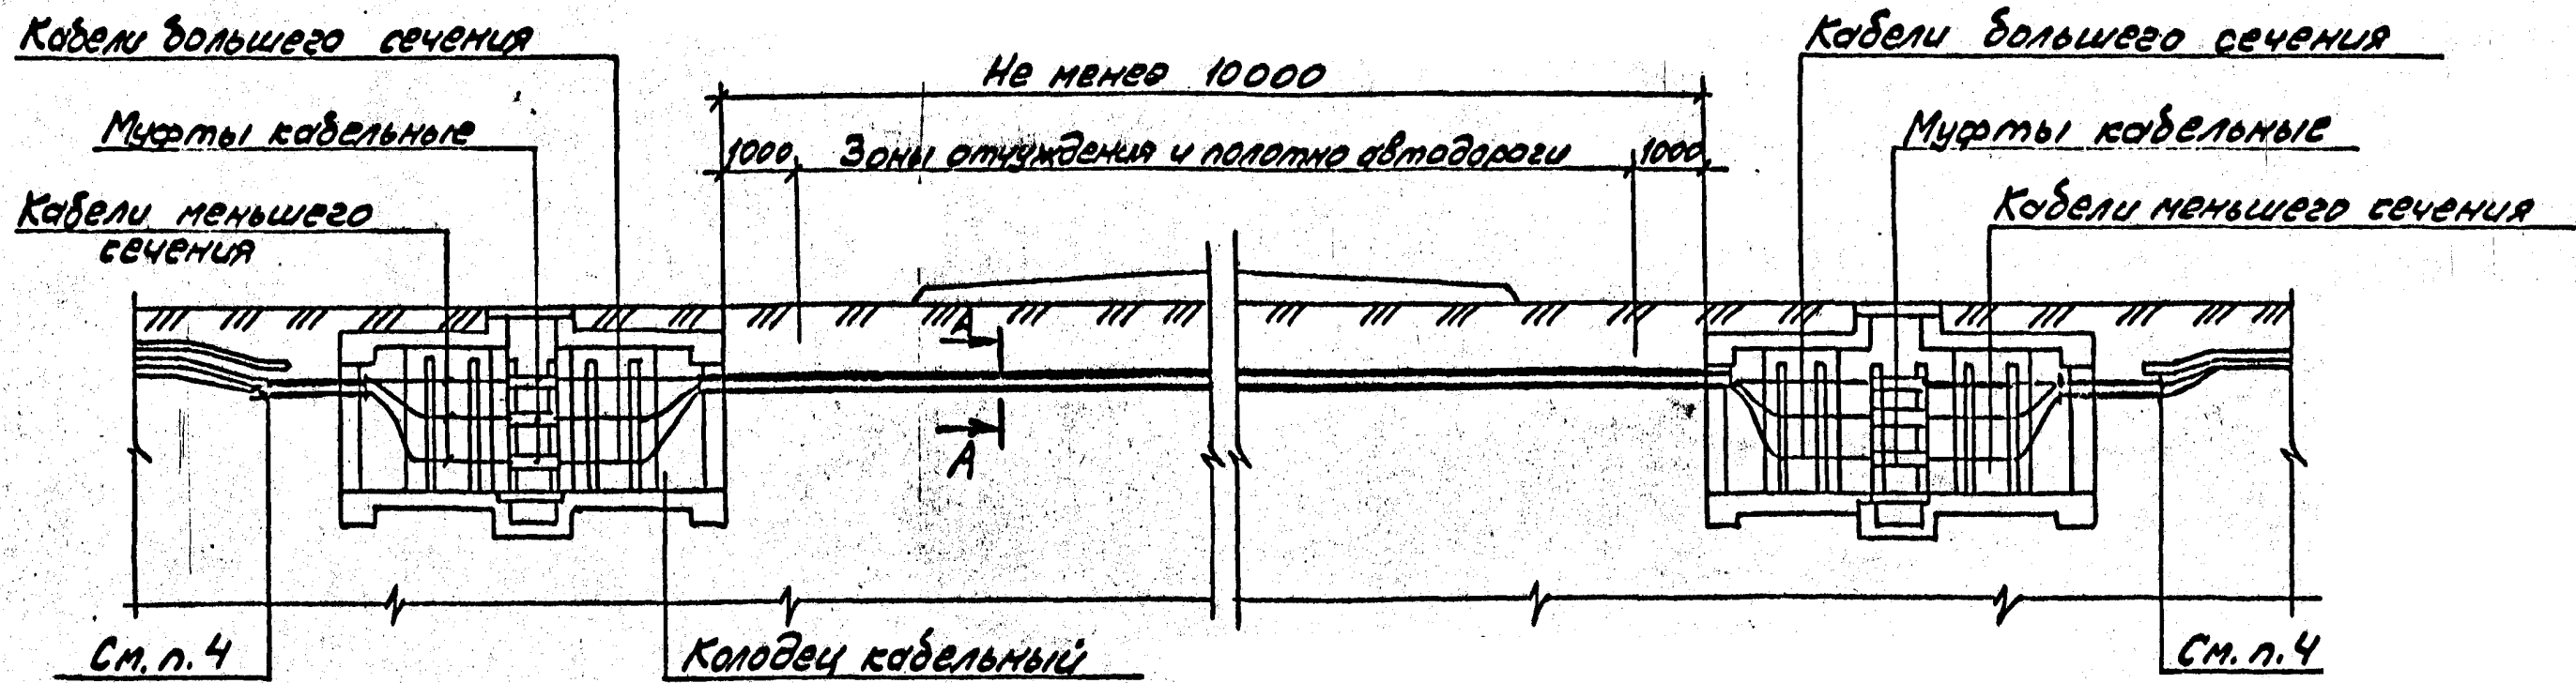 Кабели большего сечения
Кабели большего сечения
Не менее 10000
Муфты кабельные
Муфты кабельные
1000
Зоны отчуждения и полотно автодороги
1000
Кабели меньшего
сечения
Кабели меньшего сечения
А
А
См. п. 4
Колодец кабельный
См. п. 4